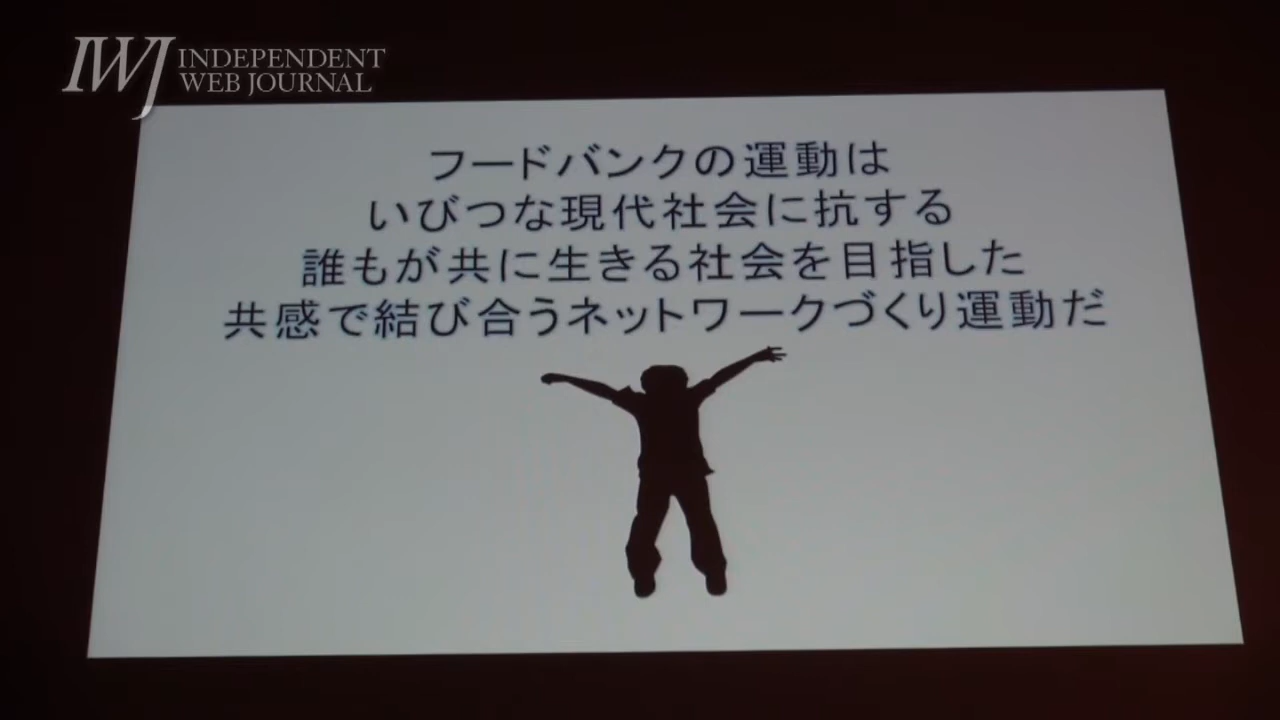 IWJ INDEPENDENT
WEB JOURNAL
フードバンクの運動は
いびつな現代社会に抗する
誰もが共に生きる社会を目指した
共感で結び合うネットワークづくり運動だ